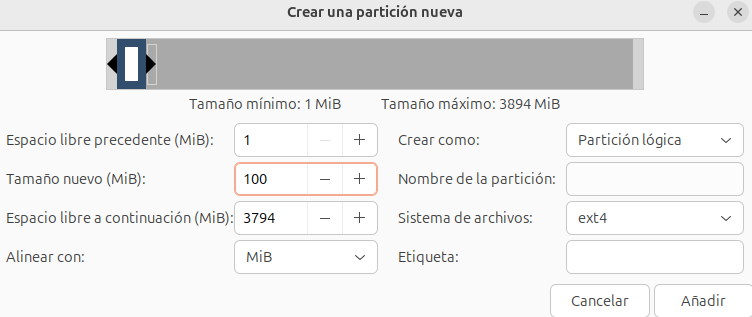 Crear una partición nueva
Tamaño mínimo: 1 MiB Tamaño máximo: 3894 MiB
Espacio libre precedente (MiB): 1 Crear como: Partición lógica
Tamaño nuevo (MiB): 100 Nombre de la partición:
Espacio libre a continuación (MiB): 3794 Sistema de archivos: ext4
Alinear con: MiB Etiqueta:
Cancelar Añadir